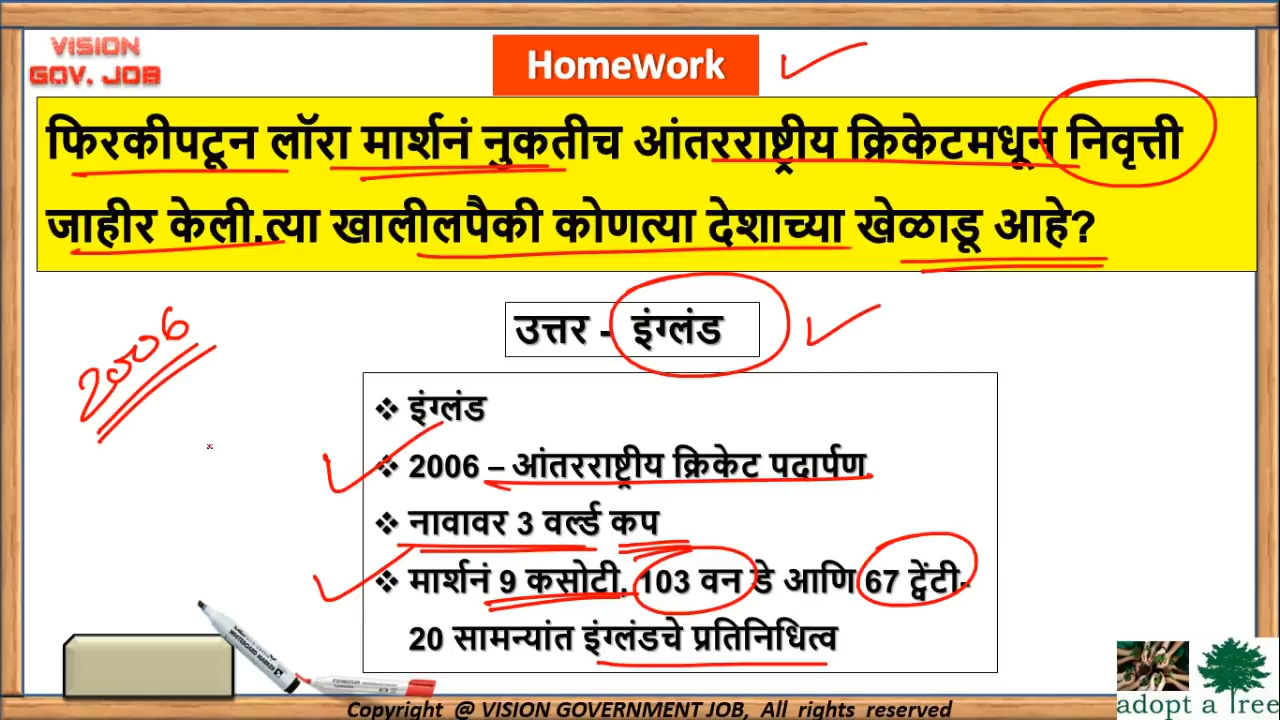 VISION
GOV. JOB
HomeWork
फिरकीपटून लॉरा मार्शनं नुकतीच आंतरराष्ट्रीय क्रिकेटमधून निवृत्ती
जाहीर केली.त्या खालीलपैकी कोणत्या देशाच्या खेळाडू आहे?
उत्तर - इंग्लंड
2006
❖ इंग्लंड
❖ 2006 – आंतरराष्ट्रीय क्रिकेट पदार्पण
❖ नावावर 3 वर्ल्ड कप
❖ मार्शनं 9 कसोटी, 103 वन डे आणि 67 ट्वेंटी-
20 सामन्यांत इंग्लंडचे प्रतिनिधित्व
WHITEBOARD MARKER
adopt a Tree
Copyright @ VISION GOVERNMENT JOB, All rights reserved